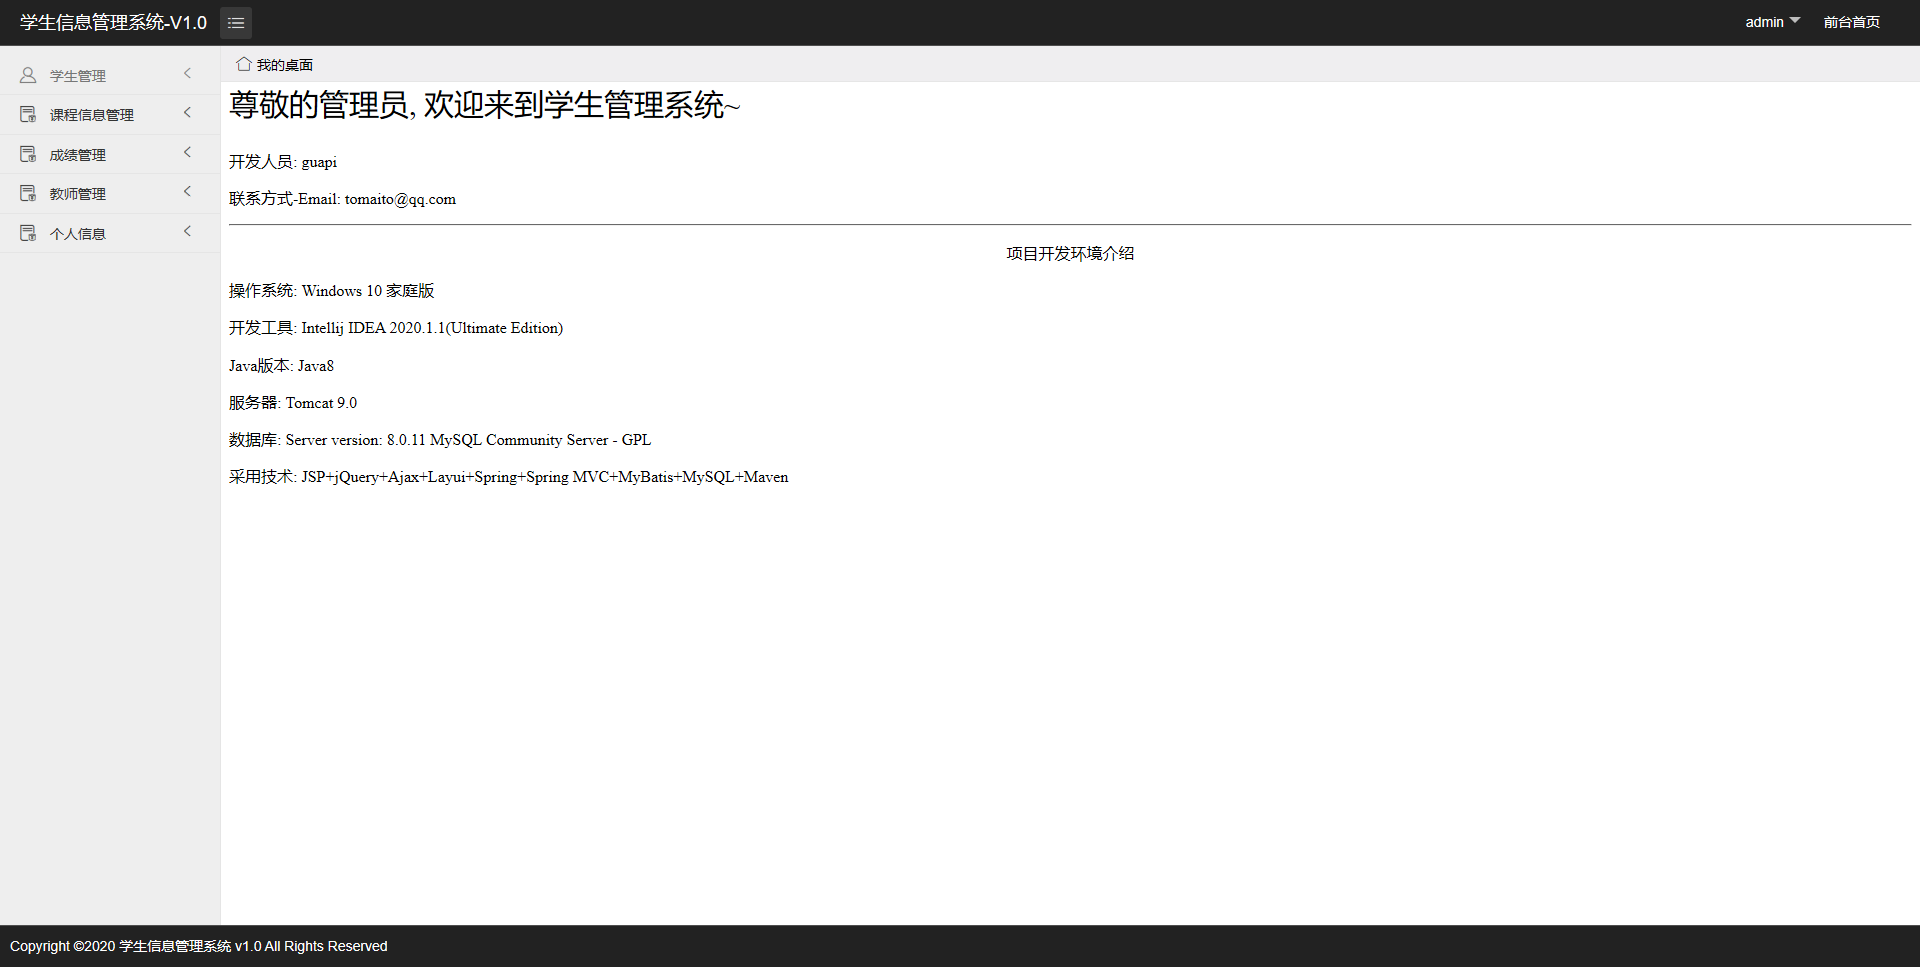 学生信息管理系统-V1.0
admin 前台首页
学生管理
课程信息管理
成绩管理
教师管理
个人信息
我的桌面
尊敬的管理员, 欢迎来到学生管理系统~
开发人员: guapi
联系方式-Email: tomaito@qq.com
项目开发环境介绍
操作系统: Windows 10 家庭版
开发工具: Intellij IDEA 2020.1.1(Ultimate Edition)
Java版本: Java8
服务器: Tomcat 9.0
数据库: Server version: 8.0.11 MySQL Community Server - GPL
采用技术: JSP+jQuery+Ajax+Layui+Spring+Spring MVC+MyBatis+MySQL+Maven
Copyright ©2020 学生信息管理系统 v1.0 All Rights Reserved